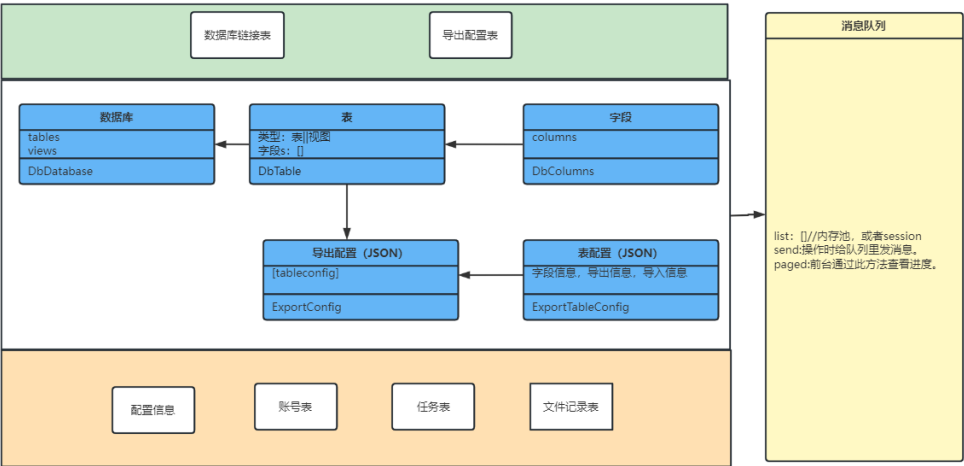 数据库链接表
导出配置表
消息队列
数据库
tables
views
DbDatabase
表
类型：表||视图
字段s：[]
DbTable
字段
columns
DbColumns
导出配置（JSON）
[tableconfig]
ExportConfig
表配置（JSON）
字段信息，导出信息，导入信息
ExportTableConfig
list：[]//内存池，或者session
send:操作时给队列里发消息。
paged:前台通过此方法查看进度。
配置信息
账号表
任务表
文件记录表